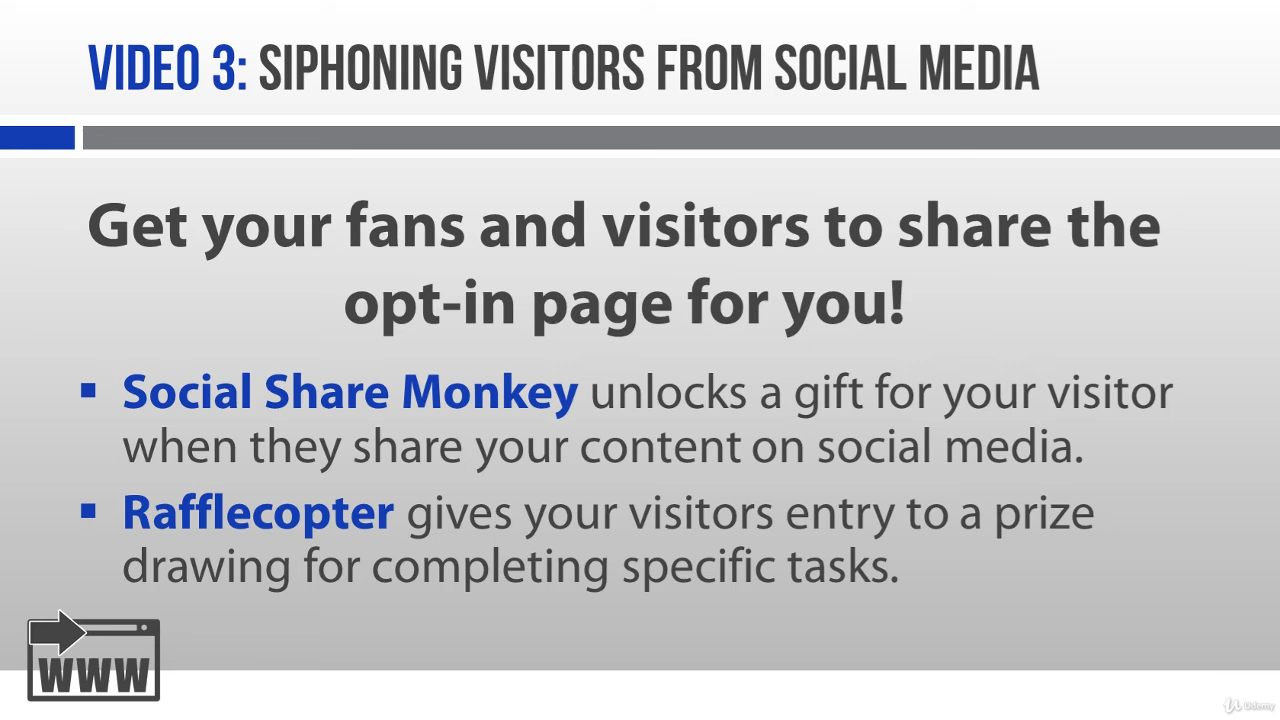 VIDEO 3: SIPHONING VISITORS FROM SOCIAL MEDIA
Get your fans and visitors to share the
opt-in page for you!
▪ Social Share Monkey unlocks a gift for your visitor
when they share your content on social media.
▪ Rafflecopter gives your visitors entry to a prize
drawing for completing specific tasks.
WWW
Udemy